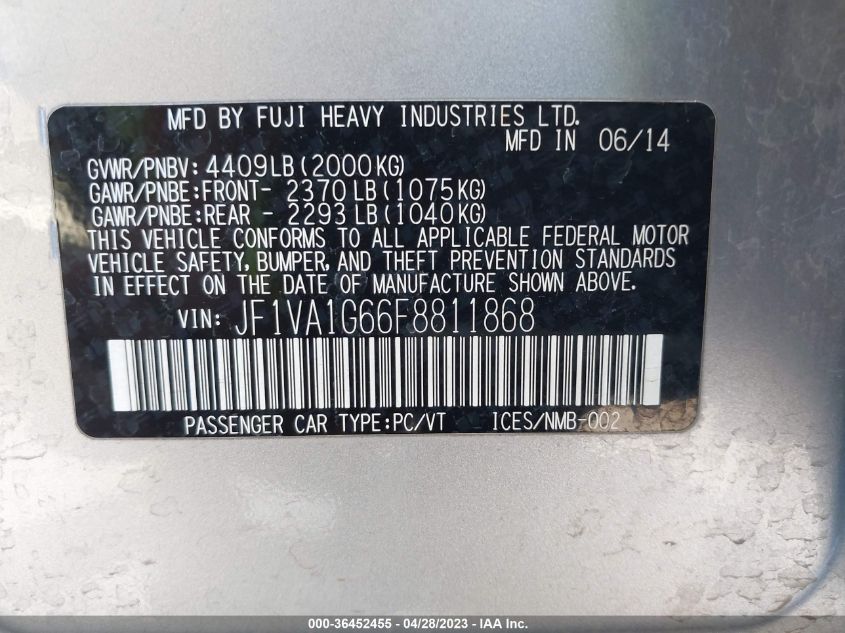 MFD BY FUJI HEAVY INDUSTRIES LTD.
MFD IN 06/14
GVWR/PNBV: 4409LB(2000KG)
GAWR/PNBE:FRONT- 2370LB(1075KG)
GAWR/PNBE:REAR - 2293LB(1040KG)
THIS VEHICLE CONFORMS TO ALL APPLICABLE FEDERAL MOTOR
VEHICLE SAFETY, BUMPER, AND THEFT PREVENTION STANDARDS
IN EFFECT ON THE DATE OF MANUFACTURE SHOWN ABOVE.
VIN: JF1VA1G66F8811868
PASSENGER CAR TYPE:PC/VT ICES/NMB-002
000-36452455 - 04/28/2023 - IAA Inc.